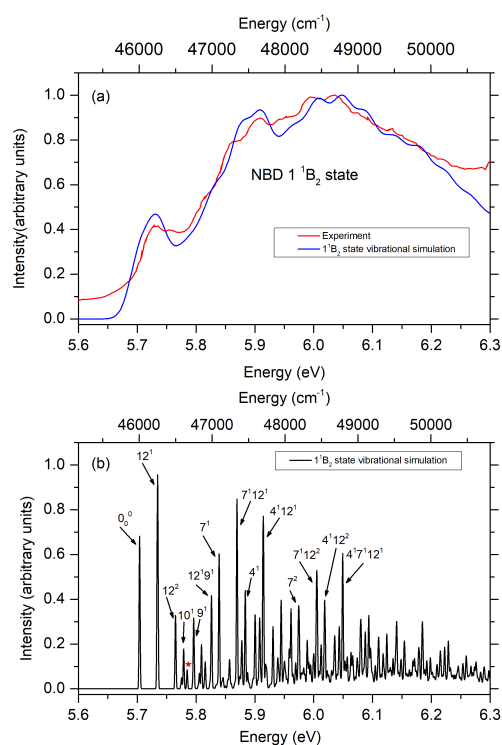 Energy (cm⁻¹)
46000 47000 48000 49000 50000
(a)
1.0
0.8
0.6
0.4
0.2
0.0
Intensity(arbitrary units)
NBD 1 ¹B₂ state
Experiment
1¹B₂ state vibrational simulation
5.6 5.7 5.8 5.9 6.0 6.1 6.2 6.3
Energy (eV)
Energy (cm⁻¹)
46000 47000 48000 49000 50000
(b)
1¹B₂ state vibrational simulation
1.0
0.8
0.6
0.4
0.2
0.0
Intensity (arbitrary units)
12¹
7¹12¹
4¹12¹
0₀⁰
7¹
7¹12²
4¹12²
4¹7¹12¹
12²
12¹9¹
4¹
7²
10¹
9¹
5.6 5.7 5.8 5.9 6.0 6.1 6.2 6.3
Energy (eV)